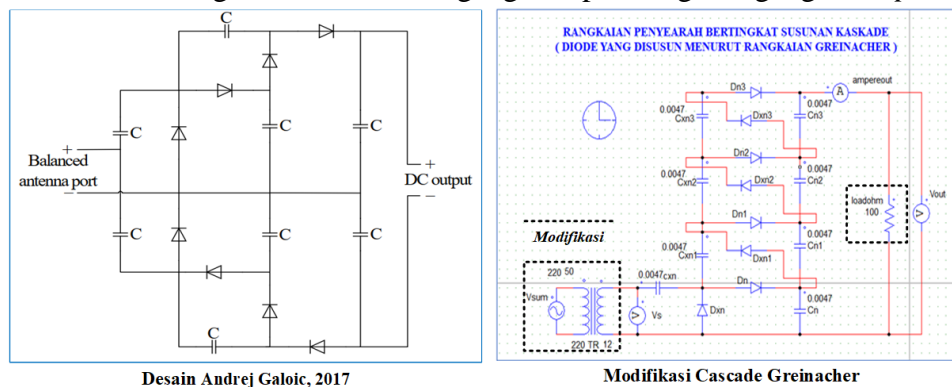 C
C
C
C
Balanced
antenna port
+
−
C
C
C
C
+
DC output
−
Desain Andrej Galoic, 2017
RANGKAIAN PENYEARAH BERTINGKAT SUSUNAN KASKADE
( DIODE YANG DISUSUN MENURUT RANGKAIAN GREINACHER )
ampereout
A
Dn3
0.0047
Cxn3
Dxn3
0.0047
Cn3
Dn2
0.0047
Cxn2
Dxn2
0.0047
Cn2
Dn1
0.0047
Cxn1
Dxn1
0.0047
Cn1
Modifikasi
220 50
Vsum
220 TR 12
V
Vs
0.0047cxn
Dxn
Dn
0.0047
Cn
loadohm
100
Vout
V
Modifikasi Cascade Greinacher